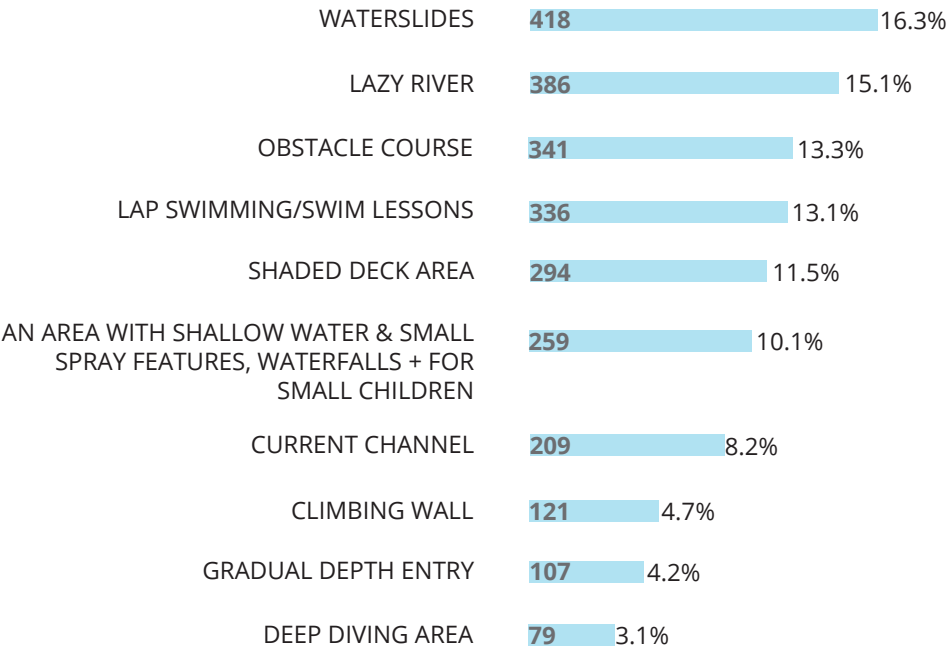 WATERSLIDES 418 16.3%
LAZY RIVER 386 15.1%
OBSTACLE COURSE 341 13.3%
LAP SWIMMING/SWIM LESSONS 336 13.1%
SHADED DECK AREA 294 11.5%
AN AREA WITH SHALLOW WATER & SMALL
SPRAY FEATURES, WATERFALLS + FOR
SMALL CHILDREN
259 10.1%
CURRENT CHANNEL 209 8.2%
CLIMBING WALL 121 4.7%
GRADUAL DEPTH ENTRY 107 4.2%
DEEP DIVING AREA 79 3.1%